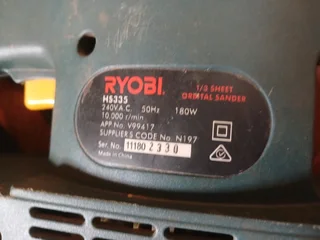 RYOBI
1/3 SHEET
ORBITAL SANDER
HS335
240V A.C. 50Hz 180W
10,000 r/min
APP No. V99417
SUPPLIER'S CODE No. N197
Ser. No. 11180 2330
Made in China